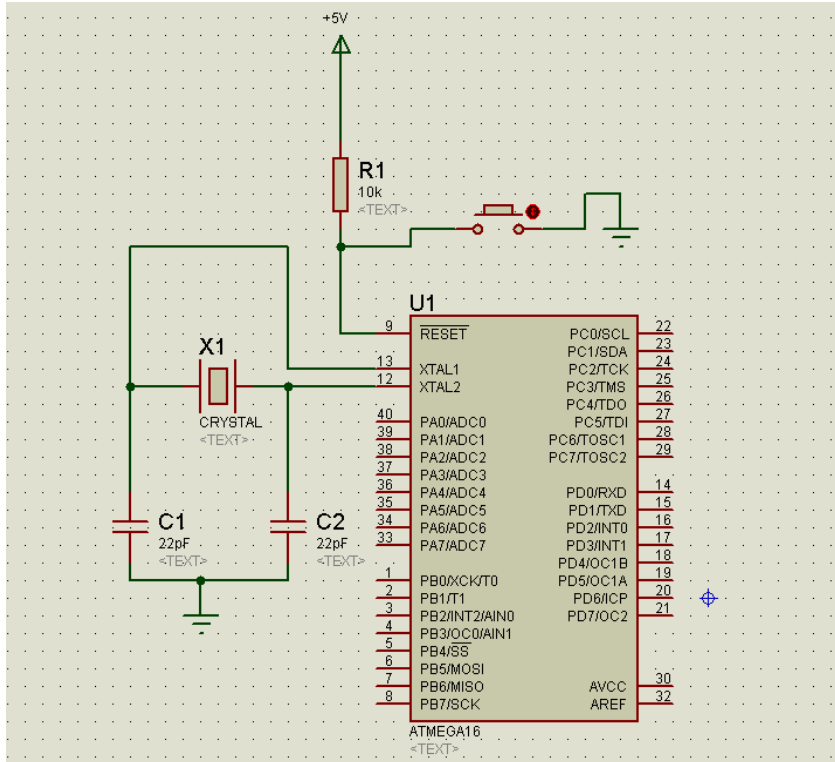 +5V
R1
10k
<TEXT>
U1
9 RESET PC0/SCL 22
PC1/SDA 23
13 XTAL1 PC2/TCK 24
12 XTAL2 PC3/TMS 25
PC4/TDO 26
40 PA0/ADC0 PC5/TDI 27
39 PA1/ADC1 PC6/TOSC1 28
38 PA2/ADC2 PC7/TOSC2 29
37 PA3/ADC3
36 PA4/ADC4 PD0/RXD 14
35 PA5/ADC5 PD1/TXD 15
34 PA6/ADC6 PD2/INT0 16
33 PA7/ADC7 PD3/INT1 17
PD4/OC1B 18
1 PB0/XCK/T0 PD5/OC1A 19
2 PB1/T1 PD6/ICP 20
3 PB2/INT2/AIN0 PD7/OC2 21
4 PB3/OC0/AIN1
5 PB4/SS
6 PB5/MOSI
7 PB6/MISO AVCC 30
8 PB7/SCK AREF 32
ATMEGA16
<TEXT>
X1
CRYSTAL
<TEXT>
C1
22pF
<TEXT>
C2
22pF
<TEXT>